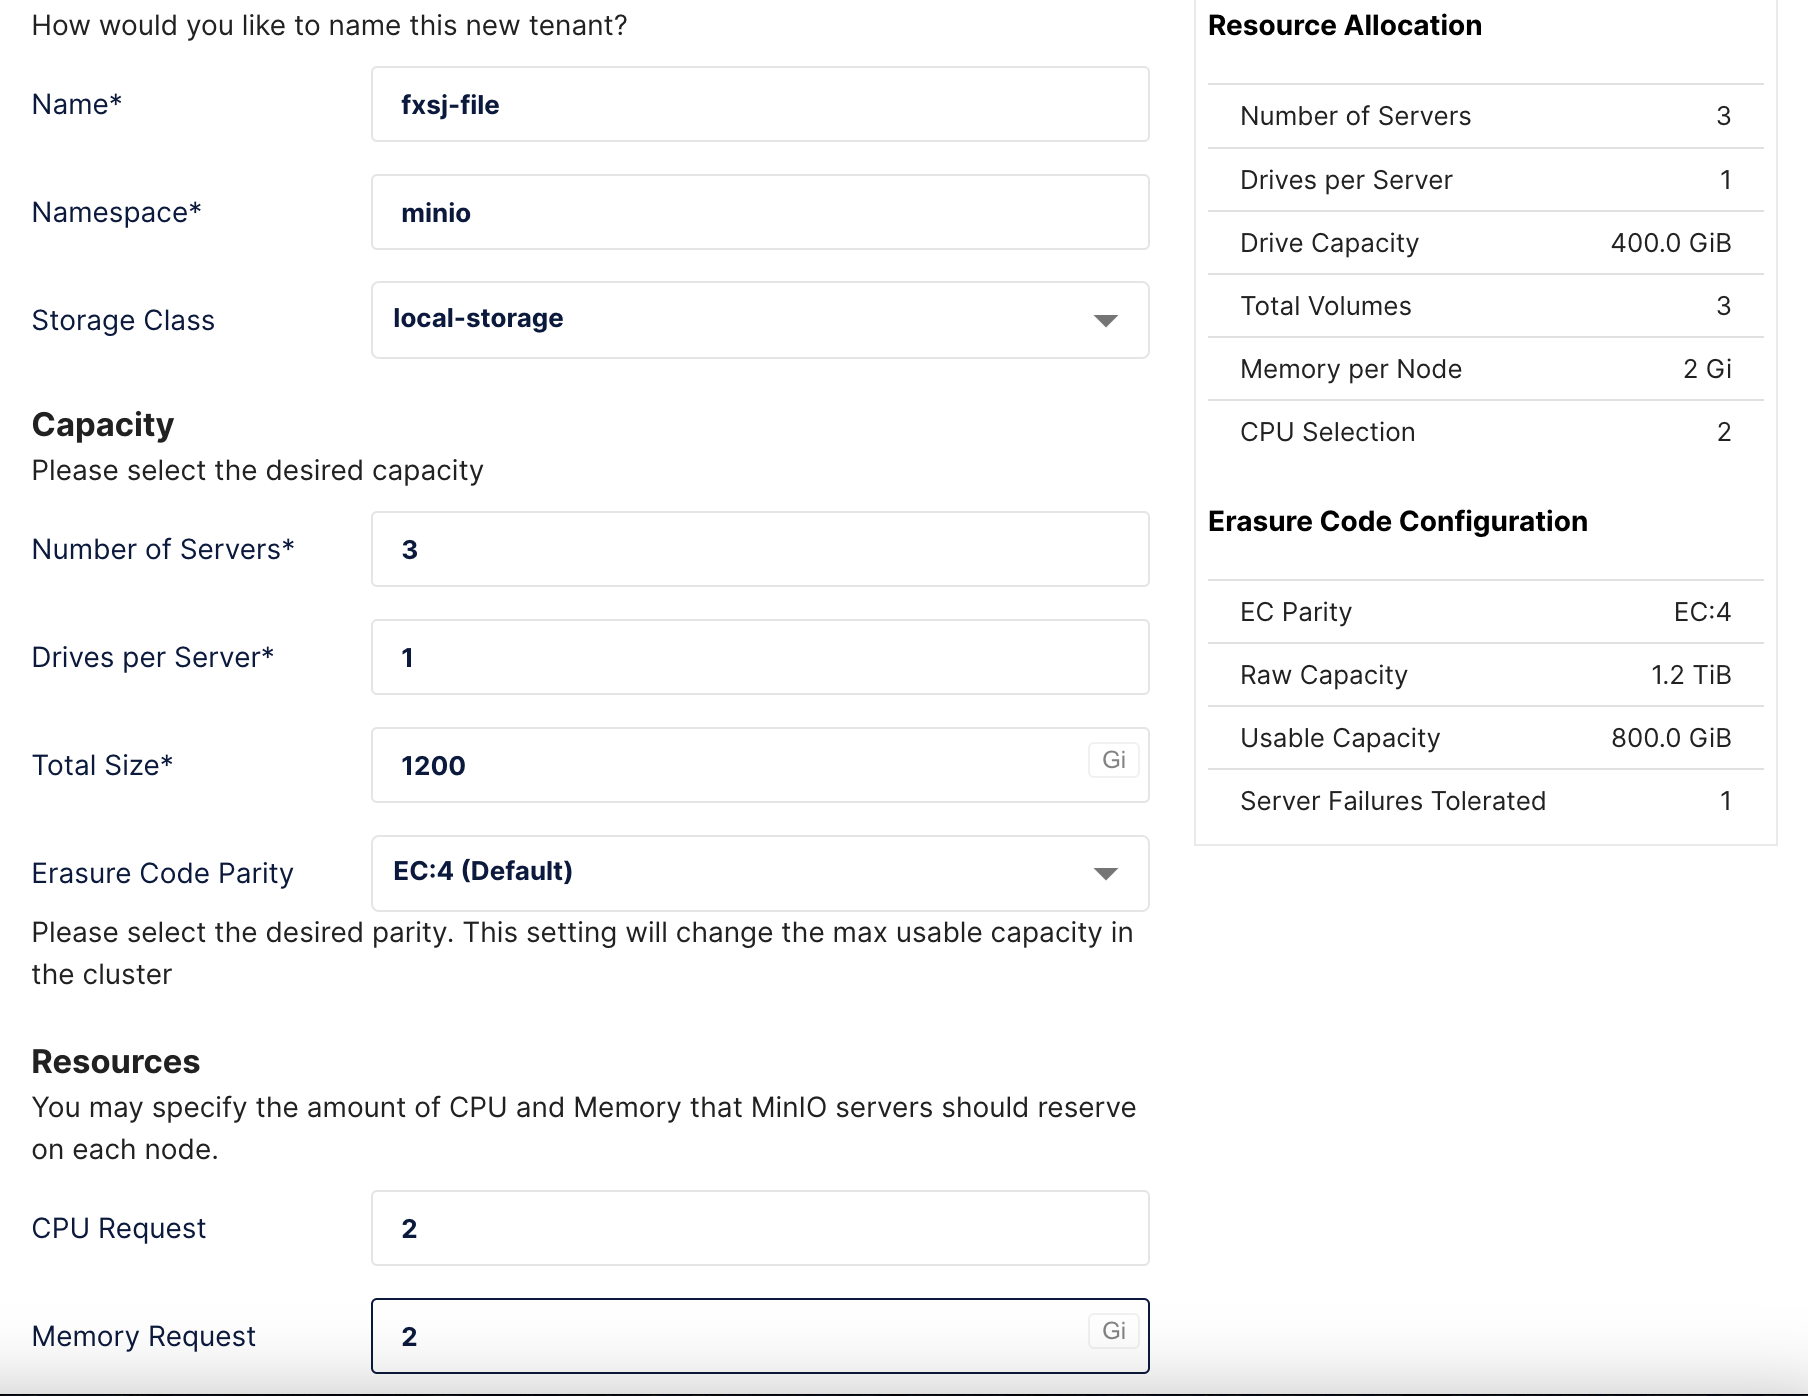 How would you like to name this new tenant?
Name*
fxsj-file
Namespace*
minio
Storage Class
local-storage
Capacity
Please select the desired capacity
Number of Servers*
3
Drives per Server*
1
Total Size*
1200
Gi
Erasure Code Parity
EC:4 (Default)
Please select the desired parity. This setting will change the max usable capacity in
the cluster
Resources
You may specify the amount of CPU and Memory that MinIO servers should reserve
on each node.
CPU Request
2
Memory Request
2
Gi
Resource Allocation
Number of Servers 3
Drives per Server 1
Drive Capacity 400.0 GiB
Total Volumes 3
Memory per Node 2 Gi
CPU Selection 2
Erasure Code Configuration
EC Parity EC:4
Raw Capacity 1.2 TiB
Usable Capacity 800.0 GiB
Server Failures Tolerated 1